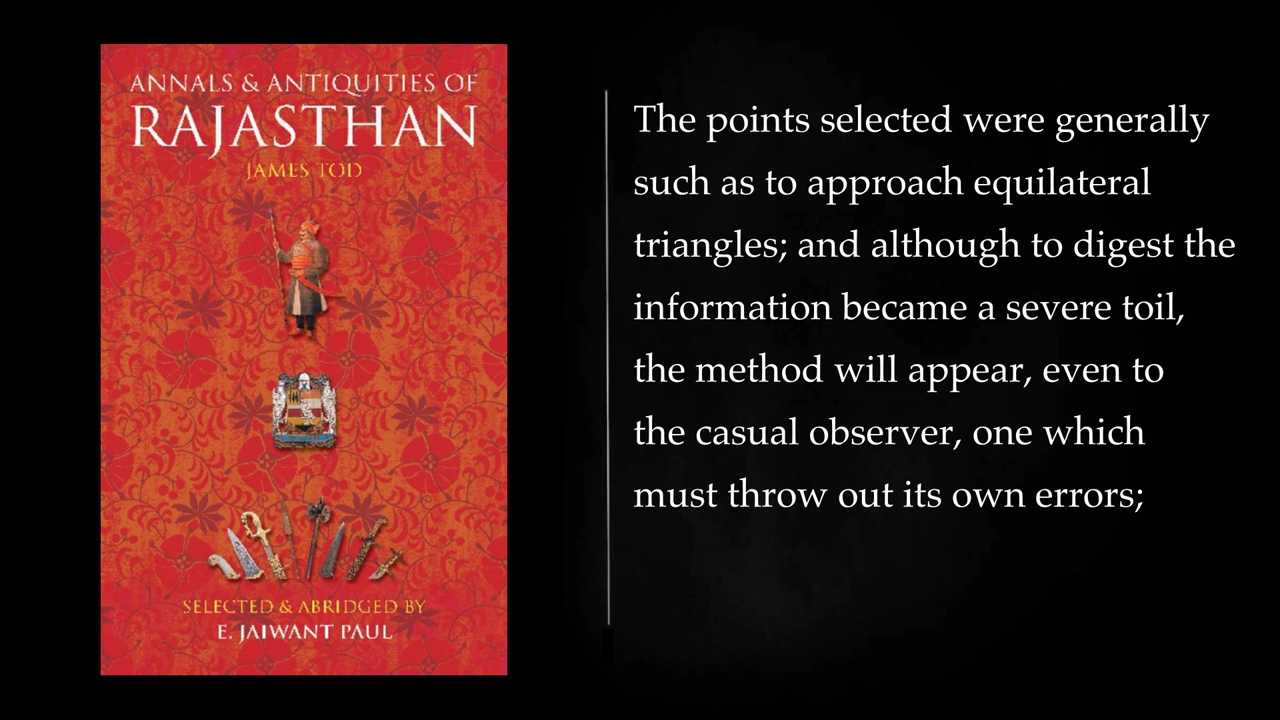 ANNALS & ANTIQUITIES OF
RAJASTHAN
JAMES TOD
SELECTED & ABRIDGED BY
E. JAIWANT PAUL
The points selected were generally
such as to approach equilateral
triangles; and although to digest the
information became a severe toil,
the method will appear, even to
the casual observer, one which
must throw out its own errors;